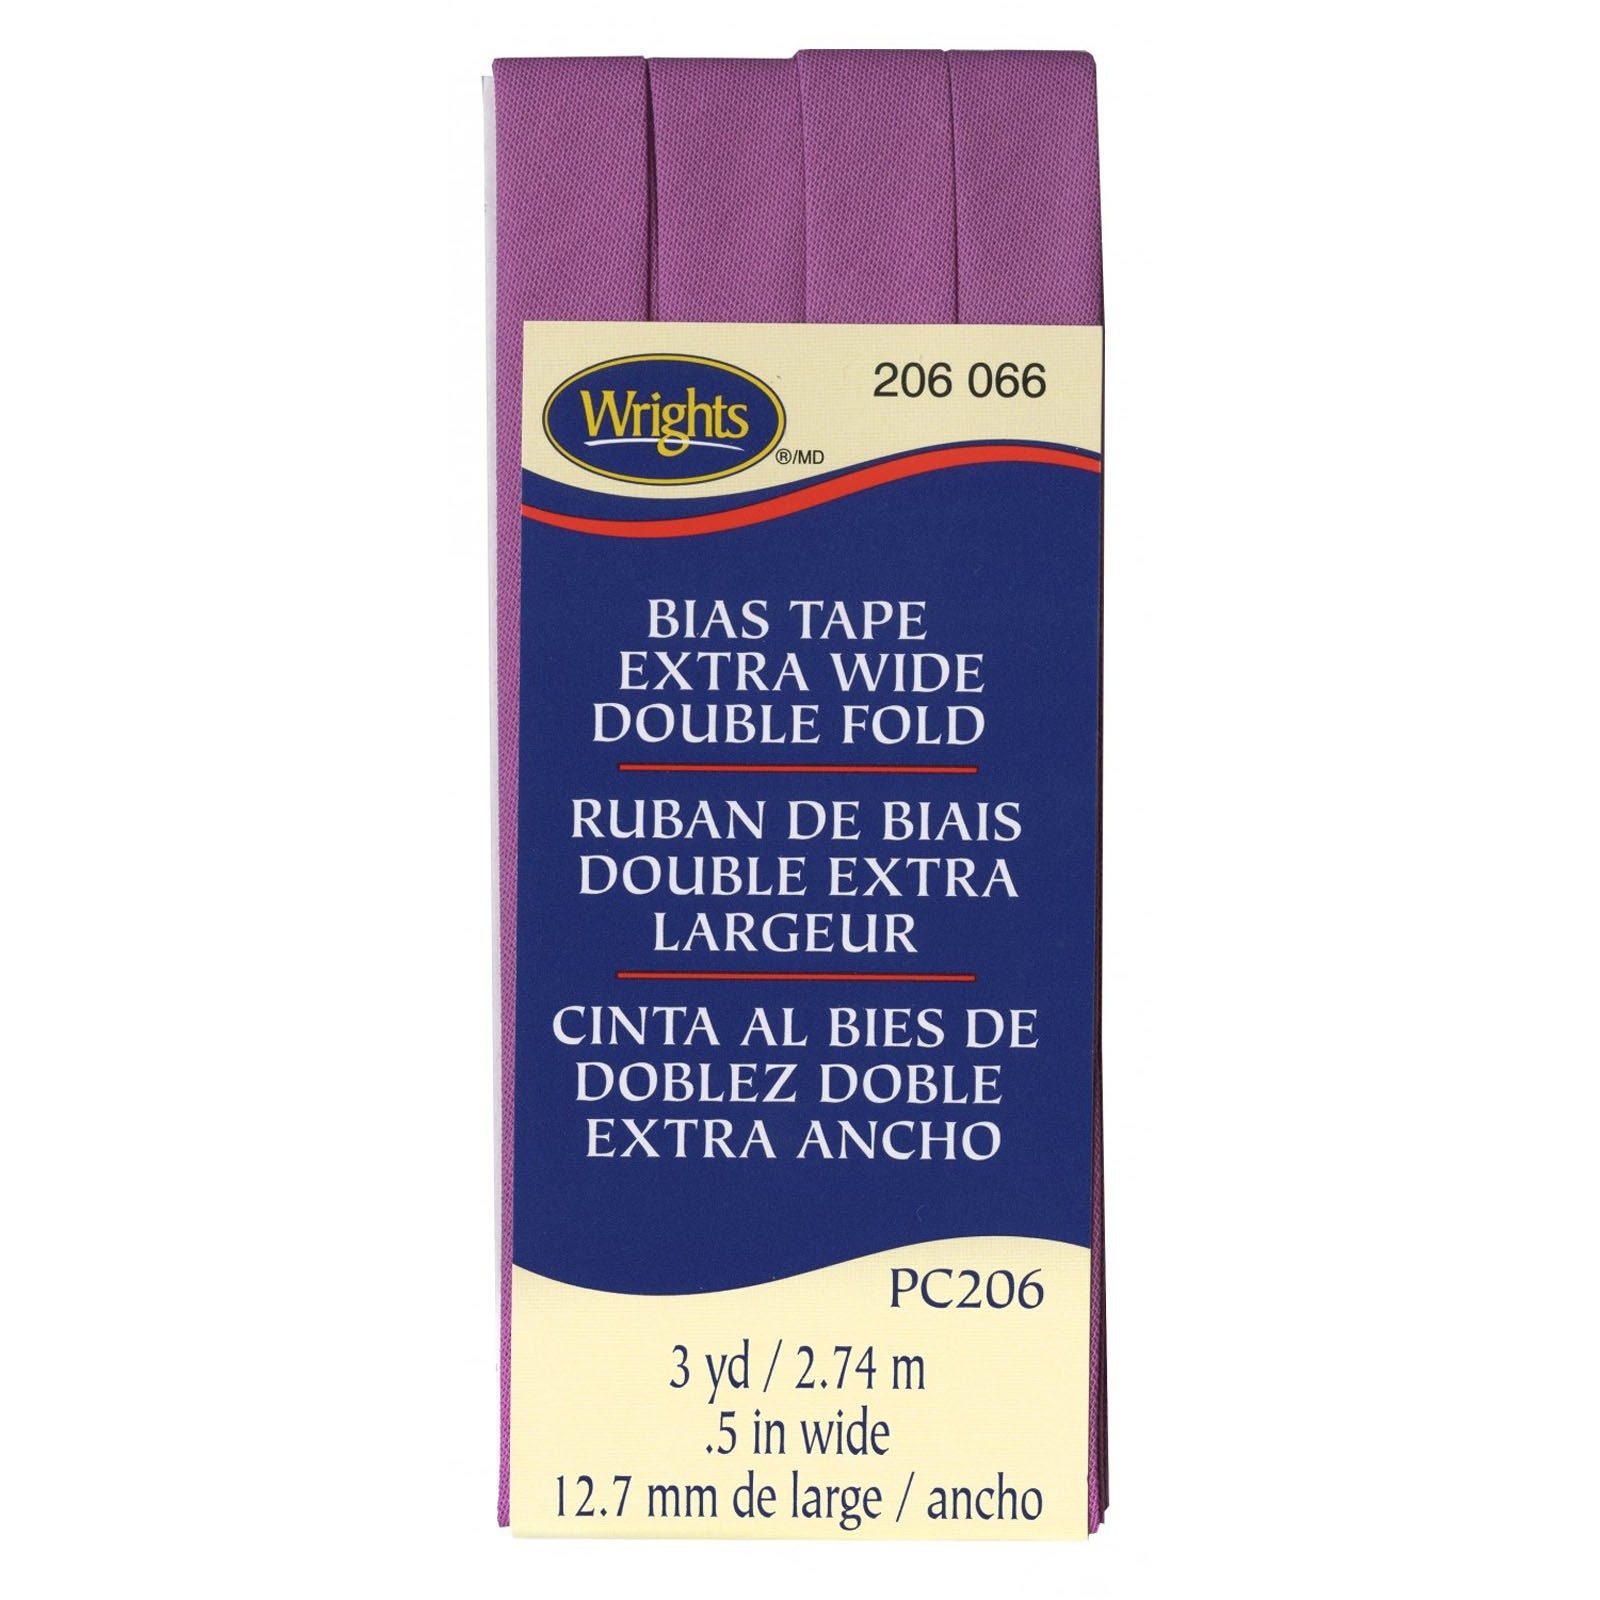 Wrights
®/MD
206 066
BIAS TAPE
EXTRA WIDE
DOUBLE FOLD
RUBAN DE BIAIS
DOUBLE EXTRA
LARGEUR
CINTA AL BIES DE
DOBLEZ DOBLE
EXTRA ANCHO
PC206
3 yd / 2.74 m
.5 in wide
12.7 mm de large / ancho